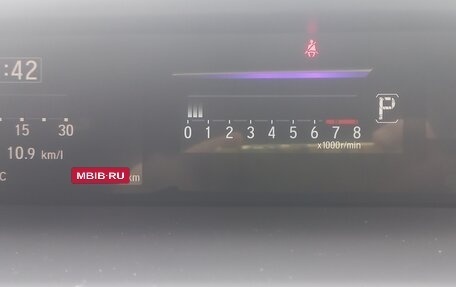 :42
P
15 30
0 1 2 3 4 5 6 7 8
10.9 km/l
x1000r/min
C
MBIB·RU
km